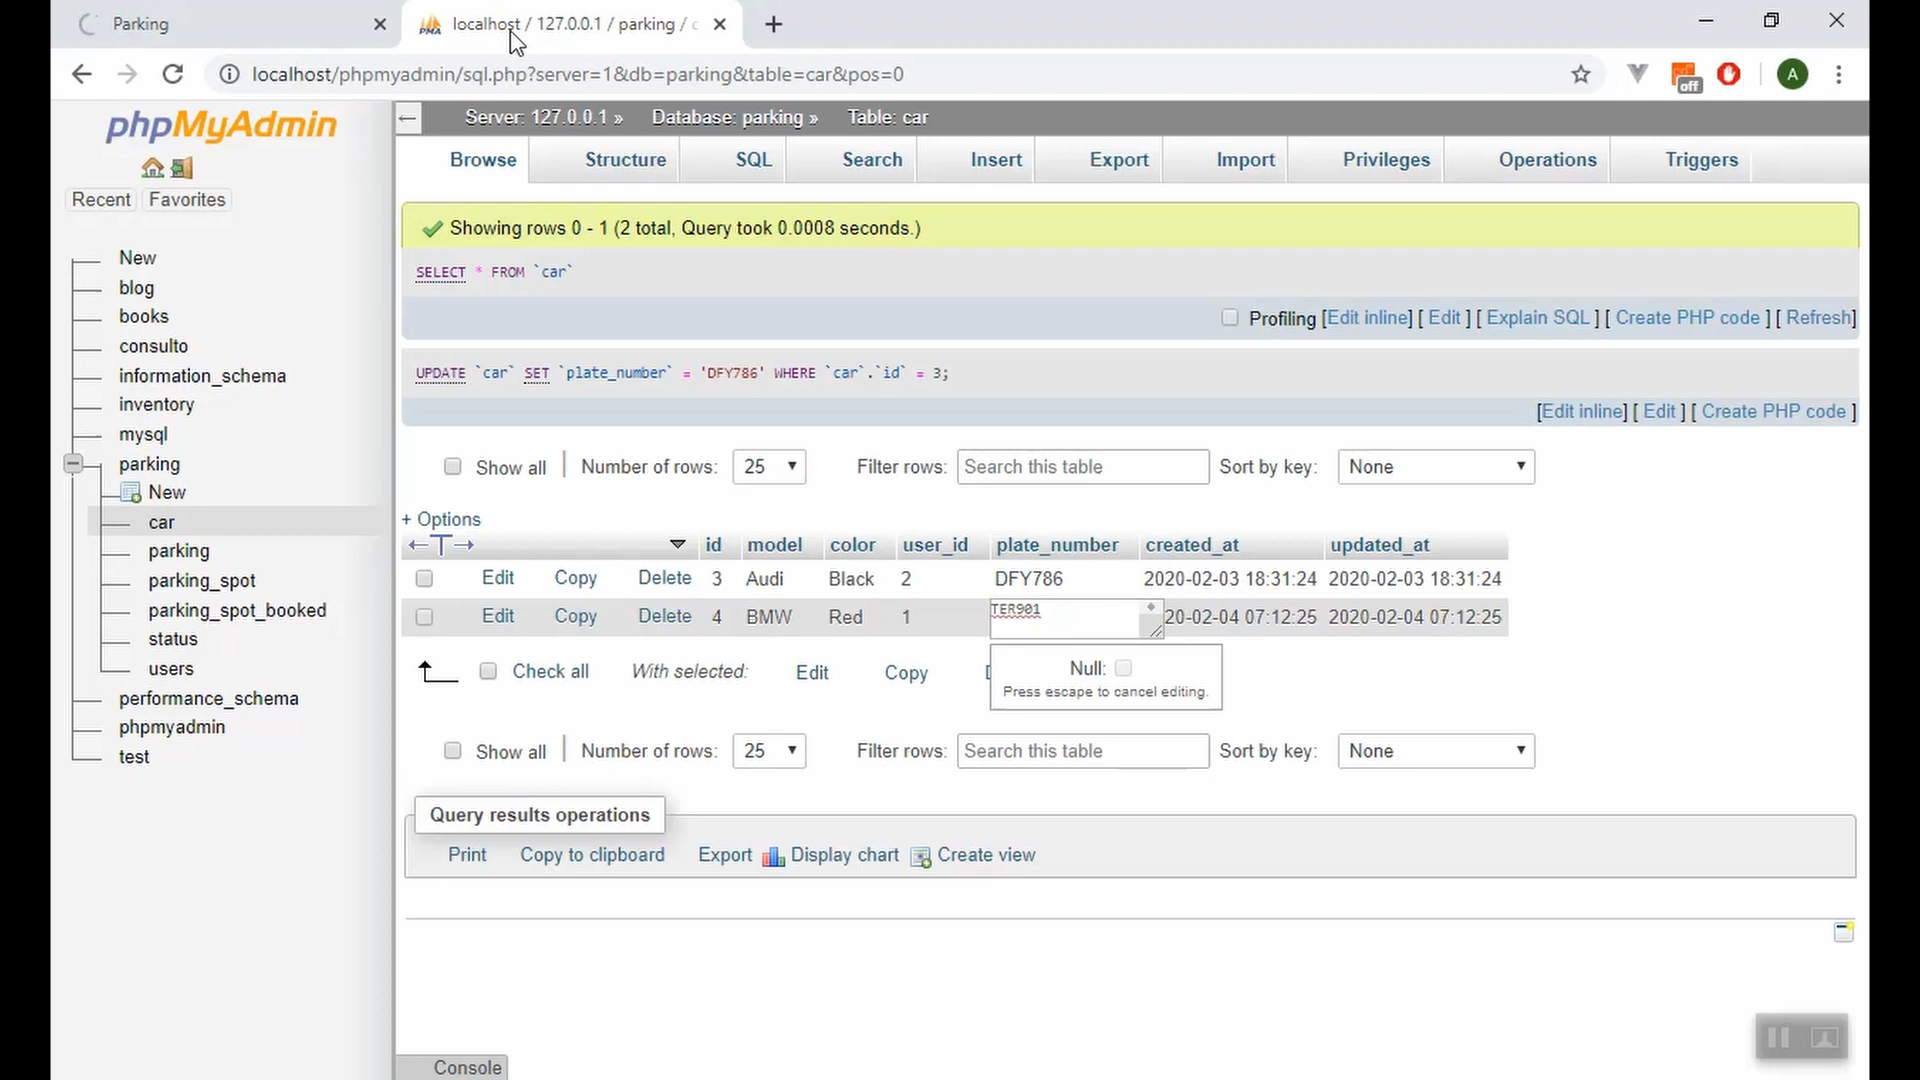 Parking
localhost / 127.0.0.1 / parking / c
localhost/phpmyadmin/sql.php?server=1&db=parking&table=car&pos=0
off
A
phpMyAdmin
Recent
Favorites
New
blog
books
consulto
information_schema
inventory
mysql
parking
New
car
parking
parking_spot
parking_spot_booked
status
users
performance_schema
phpmyadmin
test
Server: 127.0.0.1 » Database: parking » Table: car
Browse Structure SQL Search Insert Export Import Privileges Operations Triggers
Showing rows 0 - 1 (2 total, Query took 0.0008 seconds.)
SELECT * FROM `car`
Profiling [Edit inline] [ Edit ] [ Explain SQL ] [ Create PHP code ] [ Refresh]
UPDATE `car` SET `plate_number` = 'DFY786' WHERE `car`.`id` = 3;
[Edit inline] [ Edit ] [ Create PHP code ]
Show all | Number of rows: 25 Filter rows: Search this table Sort by key: None
+ Options
←T→ id model color user_id plate_number created_at updated_at
Edit Copy Delete 3 Audi Black 2 DFY786 2020-02-03 18:31:24 2020-02-03 18:31:24
Edit Copy Delete 4 BMW Red 1 TER901 20-02-04 07:12:25 2020-02-04 07:12:25
Check all With selected: Edit Copy
Null:
Press escape to cancel editing.
Show all | Number of rows: 25 Filter rows: Search this table Sort by key: None
Query results operations
Print Copy to clipboard Export Display chart Create view
Console